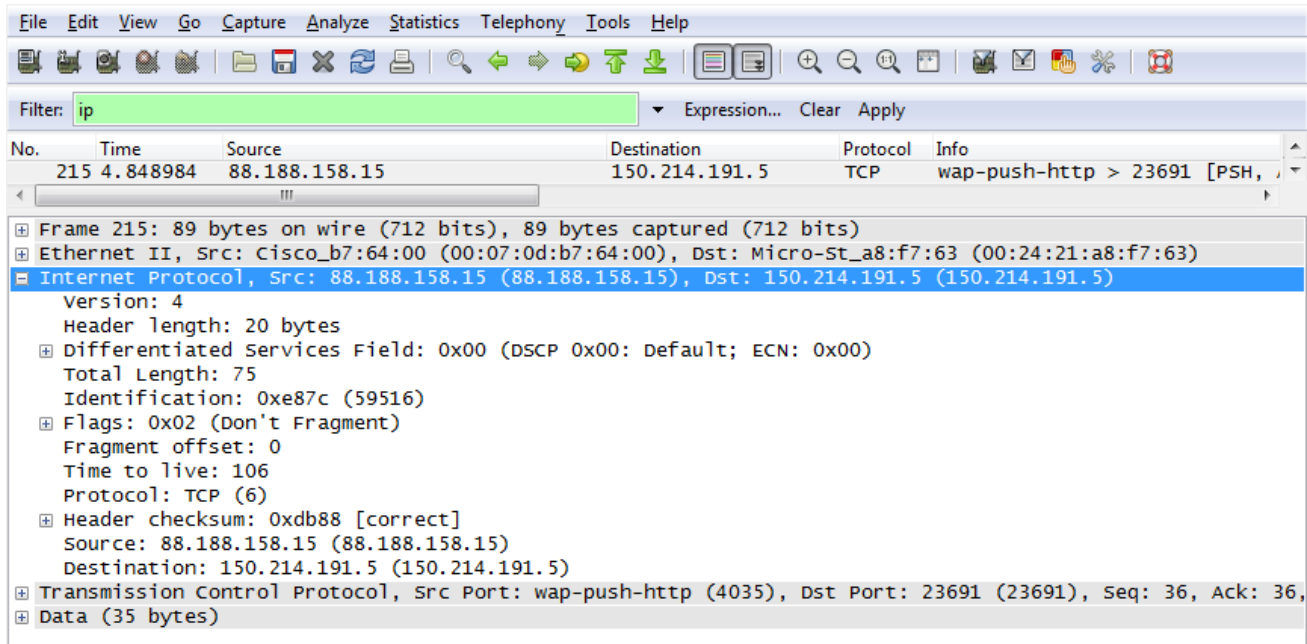 File Edit View Go Capture Analyze Statistics Telephony Tools Help
Filter: ip Expression... Clear Apply
No. Time Source Destination Protocol Info
215 4.848984 88.188.158.15 150.214.191.5 TCP wap-push-http > 23691 [PSH,
Frame 215: 89 bytes on wire (712 bits), 89 bytes captured (712 bits)
Ethernet II, Src: Cisco_b7:64:00 (00:07:0d:b7:64:00), Dst: Micro-St_a8:f7:63 (00:24:21:a8:f7:63)
Internet Protocol, Src: 88.188.158.15 (88.188.158.15), Dst: 150.214.191.5 (150.214.191.5)
Version: 4
Header length: 20 bytes
Differentiated Services Field: 0x00 (DSCP 0x00: Default; ECN: 0x00)
Total Length: 75
Identification: 0xe87c (59516)
Flags: 0x02 (Don't Fragment)
Fragment offset: 0
Time to live: 106
Protocol: TCP (6)
Header checksum: 0xdb88 [correct]
Source: 88.188.158.15 (88.188.158.15)
Destination: 150.214.191.5 (150.214.191.5)
Transmission Control Protocol, Src Port: wap-push-http (4035), Dst Port: 23691 (23691), Seq: 36, Ack: 36,
Data (35 bytes)